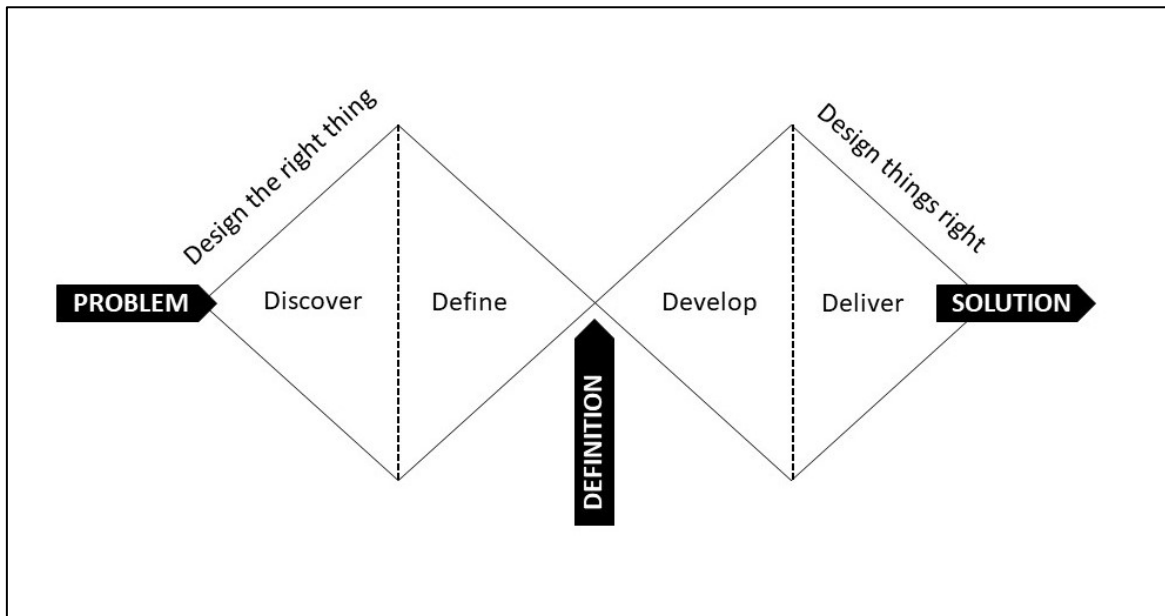 Design the right thing
Design things right
PROBLEM
Discover
Define
Develop
Deliver
SOLUTION
DEFINITION